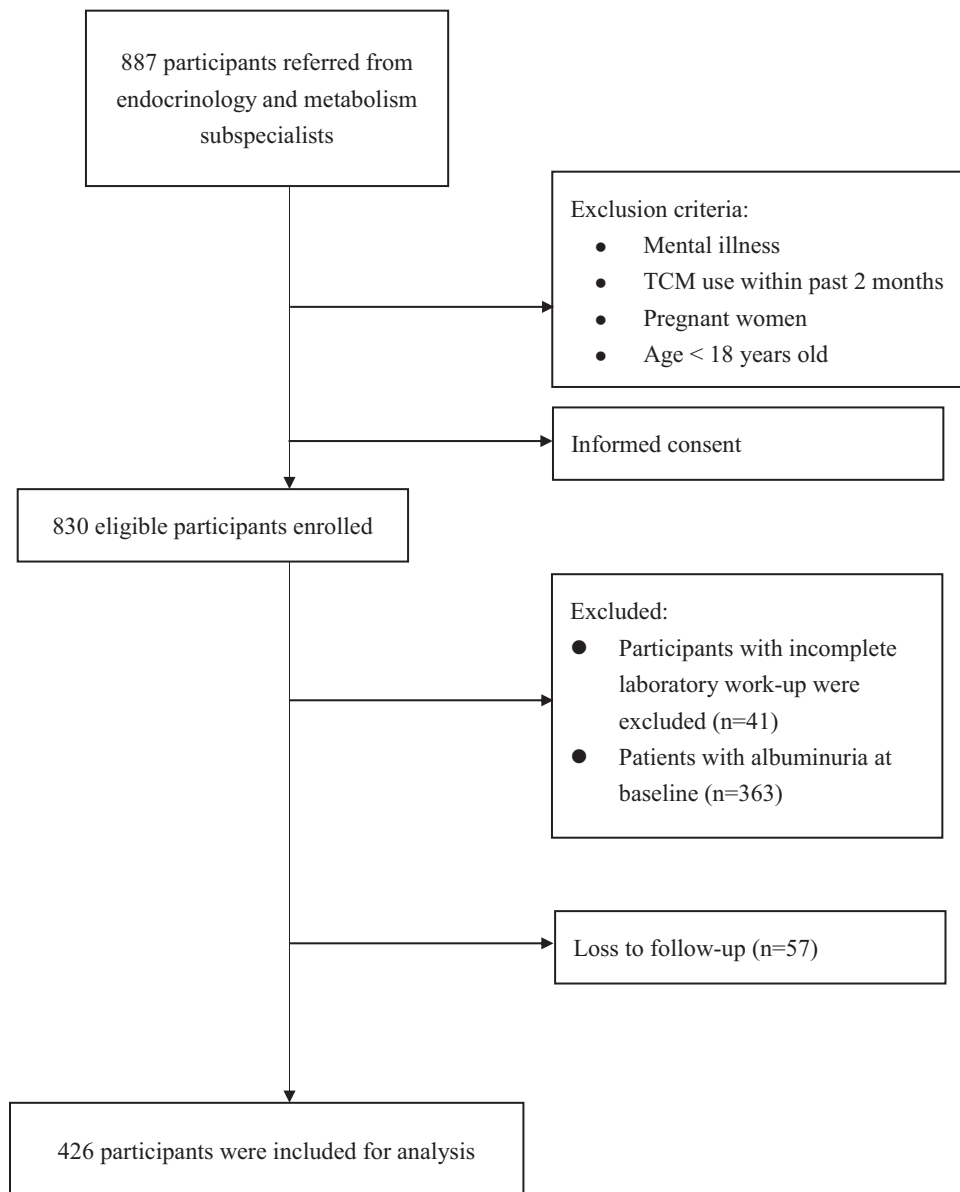 887 participants referred from
endocrinology and metabolism
subspecialists
Exclusion criteria:
● Mental illness
● TCM use within past 2 months
● Pregnant women
● Age < 18 years old
Informed consent
830 eligible participants enrolled
Excluded:
● Participants with incomplete
laboratory work-up were
excluded (n=41)
● Patients with albuminuria at
baseline (n=363)
Loss to follow-up (n=57)
426 participants were included for analysis